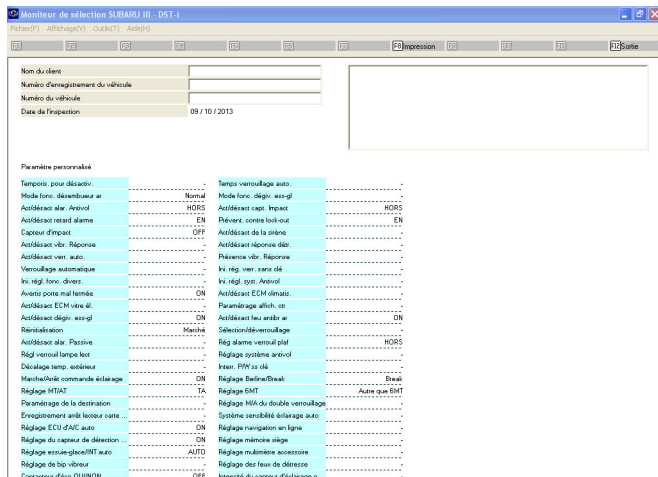 Moniteur de sélection SUBARU III - DST-i
Fichier(F) Affichage(V) Outils(T) Aide(H)
F8 Impression F12 Sortie
Nom du client
Numéro d'enregistrement du véhicule
Numéro du véhicule
Date de l'inspection 09 / 10 / 2013
Paramètre personnalisé
Temporis. pour désactiv. - Temps verrouillage auto. -
Mode fonc. désembueur ar Normal Mode fonc. dégiv. ess-gl -
Act/désact alar. Antivol HORS Act/désact capt. Impact HORS
Act/désact retard alarme EN Prévent. contre lock-out EN
Capteur d'impact OFF Act/désact de la sirène -
Act/désact vibr. Réponse - Act/désact réponse détr. -
Act/désact verr. auto. - Présence vibr. Réponse -
Verrouillage automatique - Ini. rég. verr. sans clé -
Ini. régl. fonc. divers. - Ini. régl. syst. Antivol -
Avertis porte mal fermée ON Act/désact ECM climatis. -
Act/désact ECM vitre él. - Paramétrage affich. ctr -
Act/désact dégiv. ess-gl ON Act/désact feu antibr ar ON
Réinitialisation Marché Sélection/déverrouillage -
Act/désact alar. Passive - Rég alarme verrouil plaf HORS
Régl verrouil lampe lect - Réglage système antivol -
Décalage temp. extérieur - Interr. P/W ss clé -
Marche/Arrêt commande éclairage ON Réglage Berline/Break Break
Réglage MT/AT TA Réglage 6MT Autre que 6MT
Paramétrage de la destination - Réglage M/A du double verrouillage -
Enregistrement arrêt lecteur carte ... - Système sensibilité éclairage auto -
Réglage ECU d'A/C auto ON Réglage navigation en ligne -
Réglage du capteur de détection ... ON Réglage mémoire siège -
Réglage essuie-glace/INT auto AUTO Réglage multimètre accessoire -
Réglage de bip vibreur - Réglage des feux de détresse -
OFF